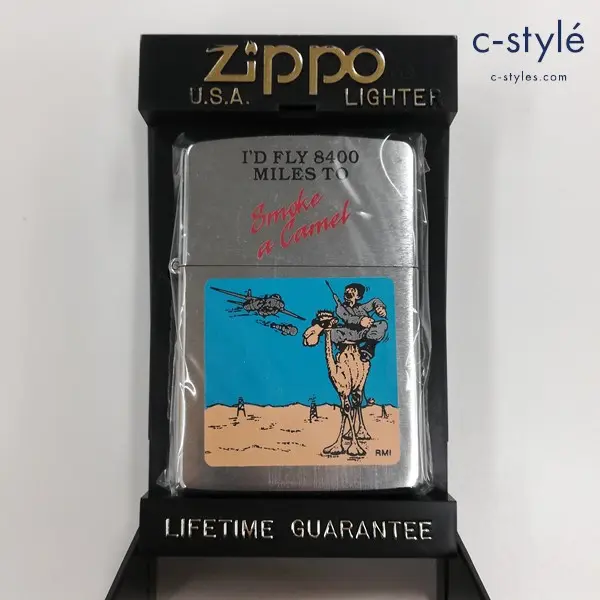 c-stylé
c-styles.com
Zippo
U.S.A. LIGHTER
I'D FLY 8400
MILES TO
Smoke
a Camel
RMI
LIFETIME GUARANTEE